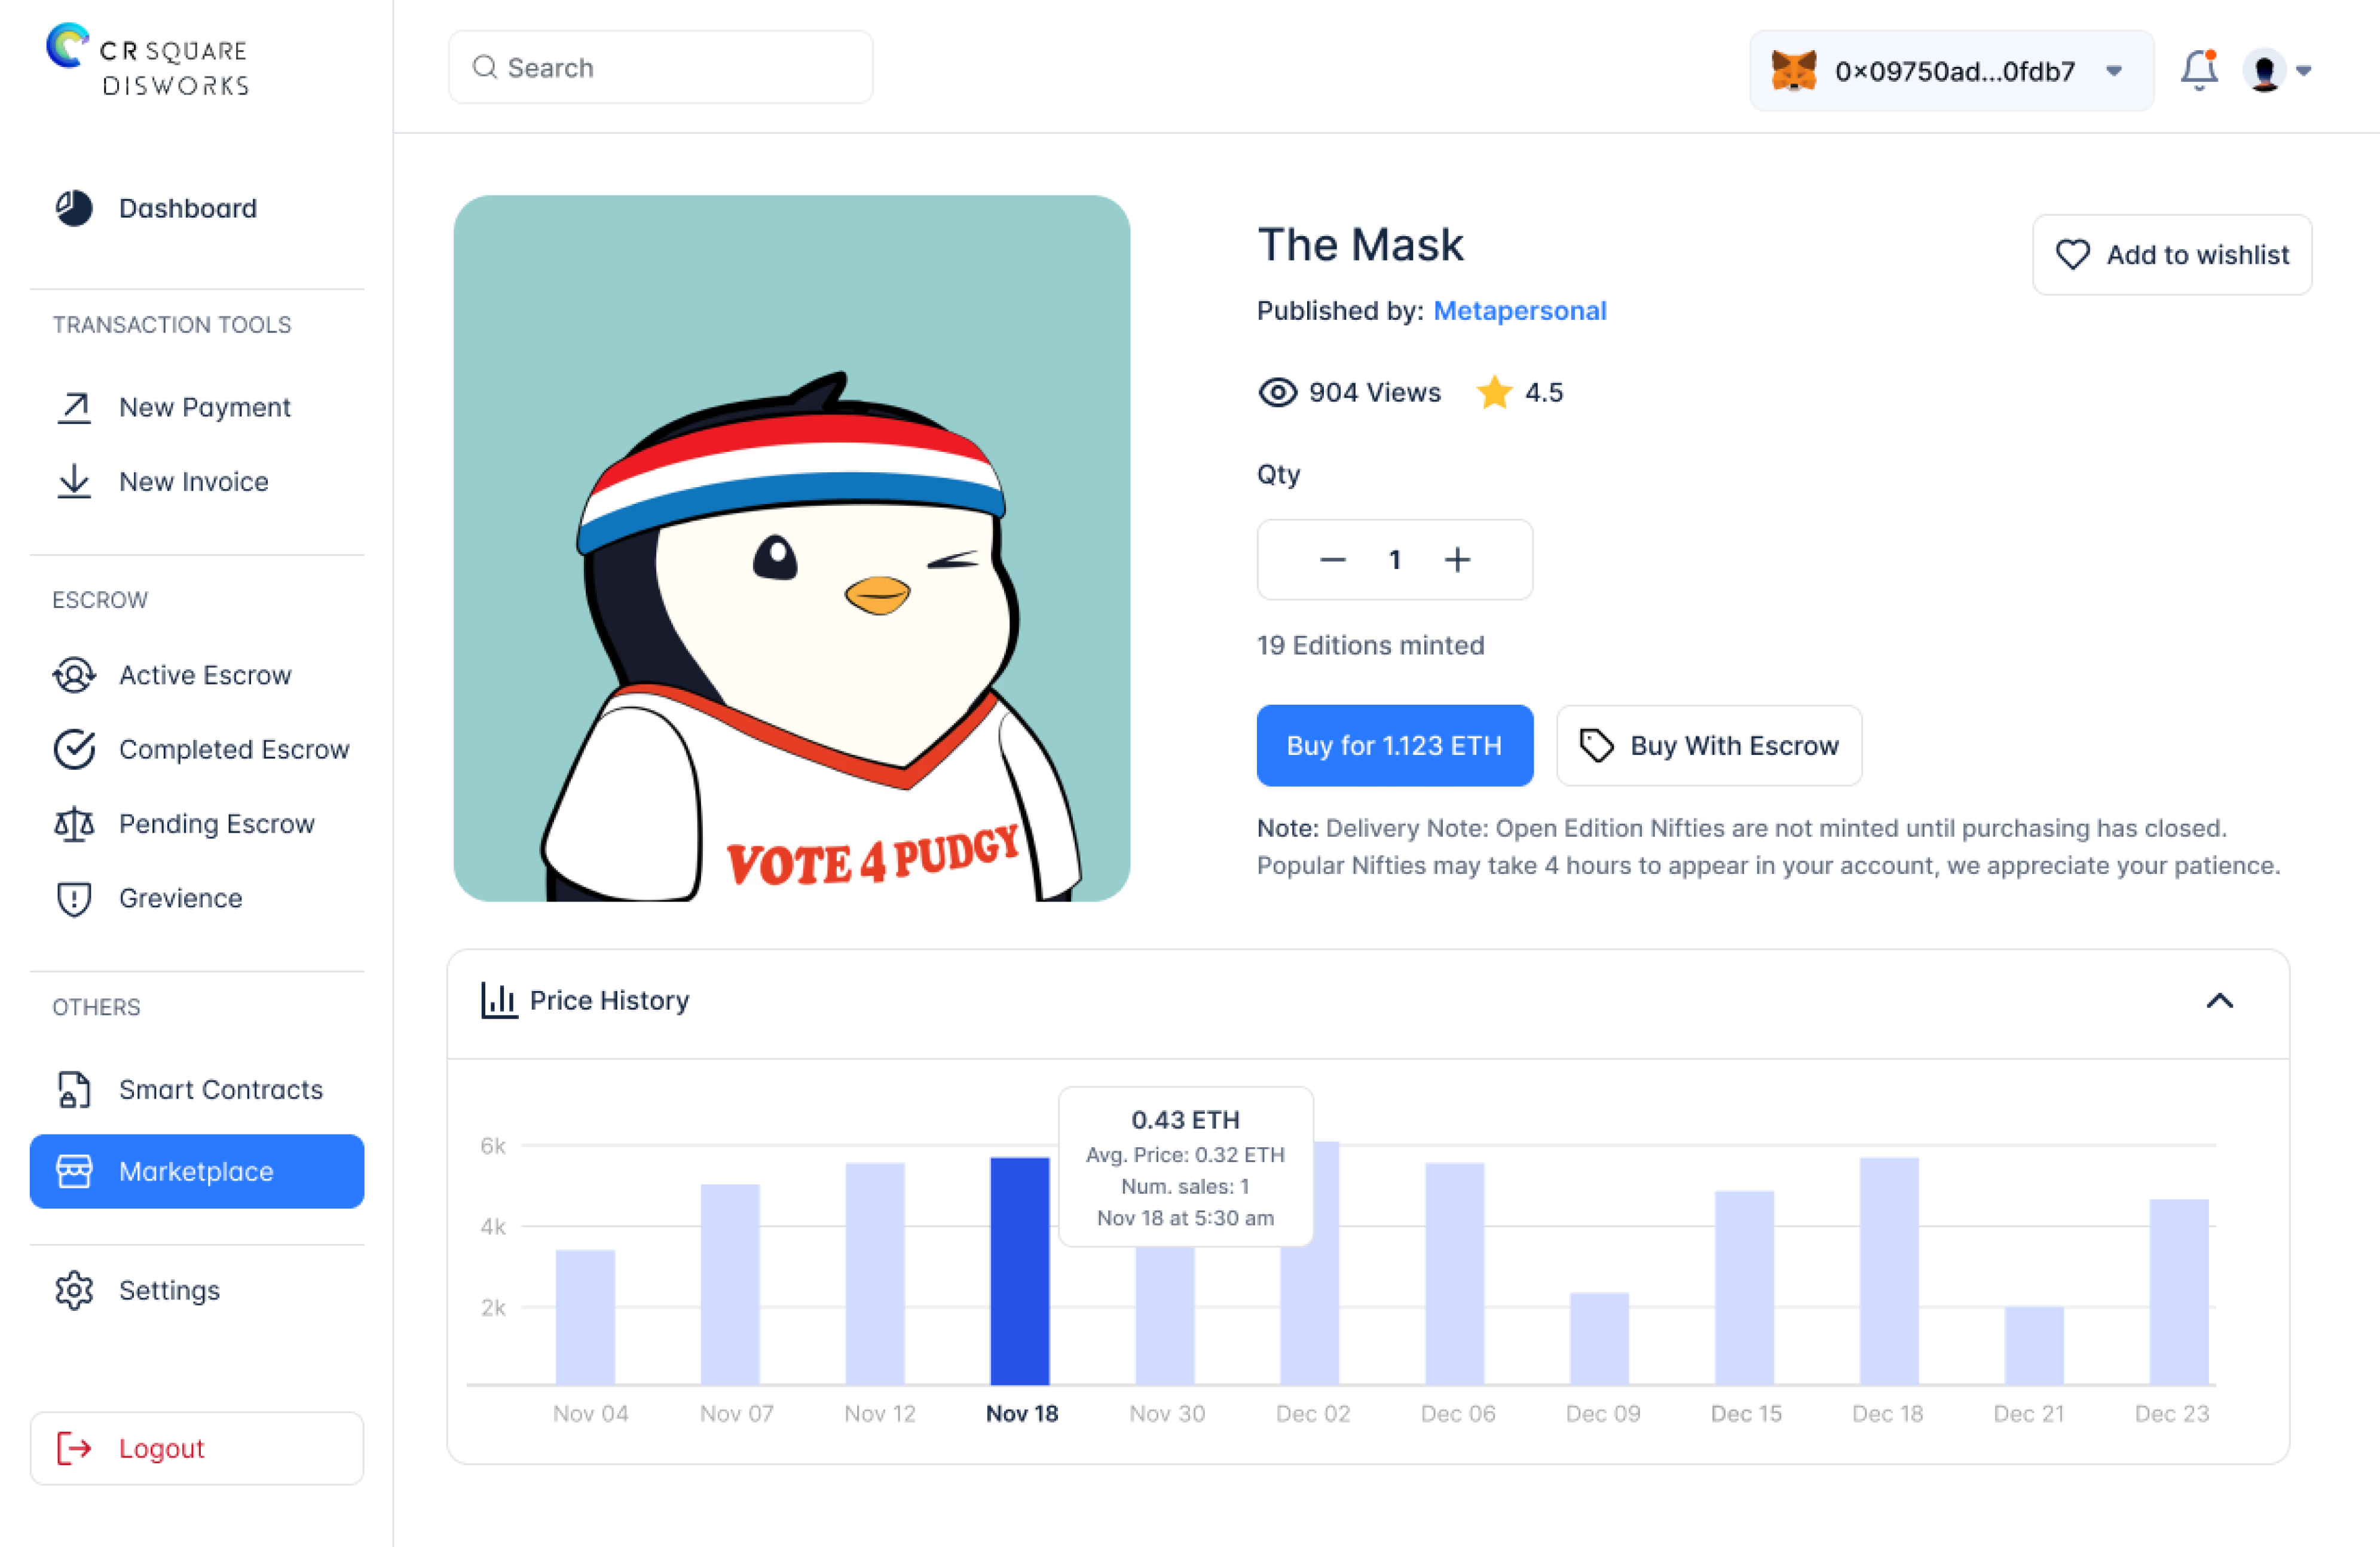 CR SQUARE
DISWORKS
Search
0×09750ad...0fdb7
Dashboard
TRANSACTION TOOLS
New Payment
New Invoice
ESCROW
Active Escrow
Completed Escrow
Pending Escrow
Grevience
OTHERS
Smart Contracts
Marketplace
Settings
Logout
VOTE 4 PUDGY
The Mask
Add to wishlist
Published by: Metapersonal
904 Views 4.5
Qty
1
19 Editions minted
Buy for 1.123 ETH
Buy With Escrow
Note: Delivery Note: Open Edition Nifties are not minted until purchasing has closed.
Popular Nifties may take 4 hours to appear in your account, we appreciate your patience.
Price History
0.43 ETH
Avg. Price: 0.32 ETH
Num. sales: 1
Nov 18 at 5:30 am
6k
4k
2k
Nov 04 Nov 07 Nov 12 Nov 18 Nov 30 Dec 02 Dec 06 Dec 09 Dec 15 Dec 18 Dec 21 Dec 23